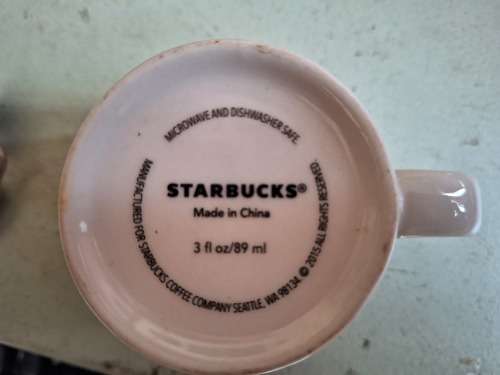 MICROWAVE AND DISHWASHER SAFE.
STARBUCKS®
Made in China
3 fl oz/89 ml
MANUFACTURED FOR STARBUCKS COFFEE COMPANY SEATTLE, WA 98134 © 2015 ALL RIGHTS RESERVED.